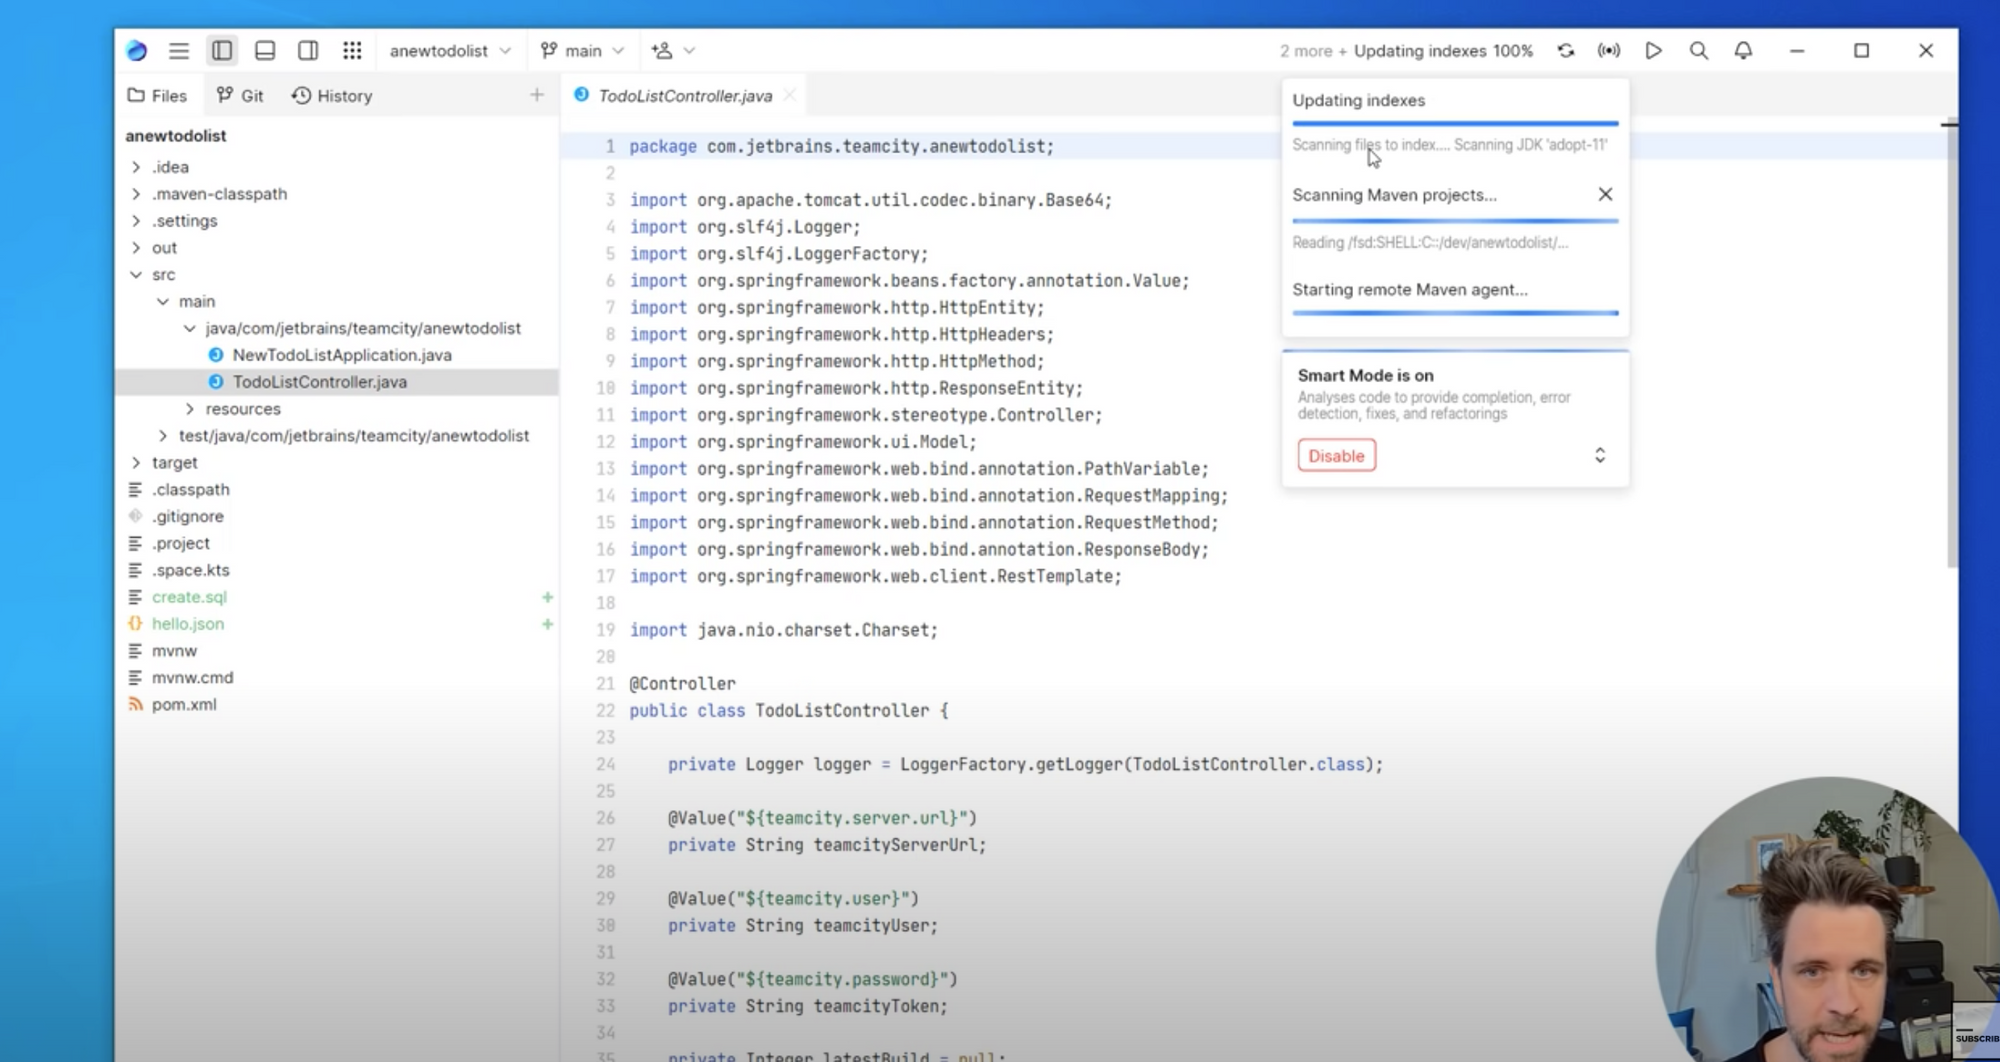 anewtodolist
main
2 more + Updating indexes 100%
Files
Git
History
TodoListController.java
anewtodolist
.idea
.maven-classpath
.settings
out
src
main
java/com/jetbrains/teamcity/anewtodolist
NewTodoListApplication.java
TodoListController.java
resources
test/java/com/jetbrains/teamcity/anewtodolist
target
.classpath
.gitignore
.project
.space.kts
create.sql +
hello.json +
mvnw
mvnw.cmd
pom.xml
1 package com.jetbrains.teamcity.anewtodolist;
2
3 import org.apache.tomcat.util.codec.binary.Base64;
4 import org.slf4j.Logger;
5 import org.slf4j.LoggerFactory;
6 import org.springframework.beans.factory.annotation.Value;
7 import org.springframework.http.HttpEntity;
8 import org.springframework.http.HttpHeaders;
9 import org.springframework.http.HttpMethod;
10 import org.springframework.http.ResponseEntity;
11 import org.springframework.stereotype.Controller;
12 import org.springframework.ui.Model;
13 import org.springframework.web.bind.annotation.PathVariable;
14 import org.springframework.web.bind.annotation.RequestMapping;
15 import org.springframework.web.bind.annotation.RequestMethod;
16 import org.springframework.web.bind.annotation.ResponseBody;
17 import org.springframework.web.client.RestTemplate;
18
19 import java.nio.charset.Charset;
20
21 @Controller
22 public class TodoListController {
23
24 private Logger logger = LoggerFactory.getLogger(TodoListController.class);
25
26 @Value("${teamcity.server.url}")
27 private String teamcityServerUrl;
28
29 @Value("${teamcity.user}")
30 private String teamcityUser;
31
32 @Value("${teamcity.password}")
33 private String teamcityToken;
34
35 private Integer latestBuild = null;
Updating indexes
Scanning files to index.... Scanning JDK 'adopt-11'
Scanning Maven projects...
Reading /fsd:SHELL:C::/dev/anewtodolist/...
Starting remote Maven agent...
Smart Mode is on
Analyses code to provide completion, error
detection, fixes, and refactorings
Disable
SUBSCRIB